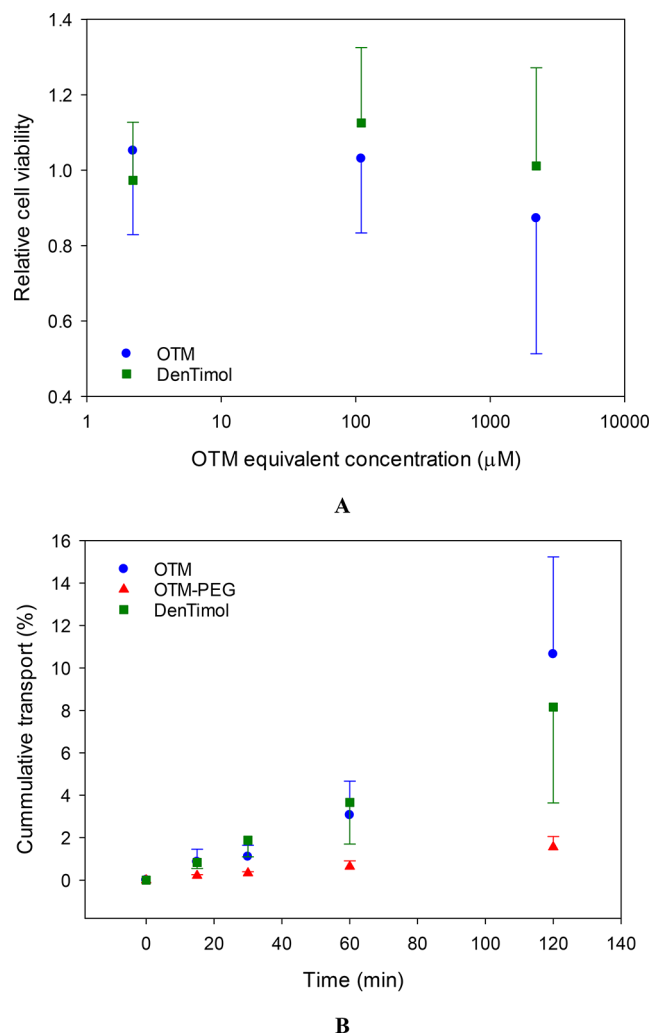 1.4
1.2
1.0
0.8
0.6
0.4
Relative cell viability
OTM
DenTimol
1 10 100 1000 10000
OTM equivalent concentration (μM)
A
16
14
12
10
8
6
4
2
0
Cummulative transport (%)
OTM
OTM-PEG
DenTimol
0 20 40 60 80 100 120 140
Time (min)
B